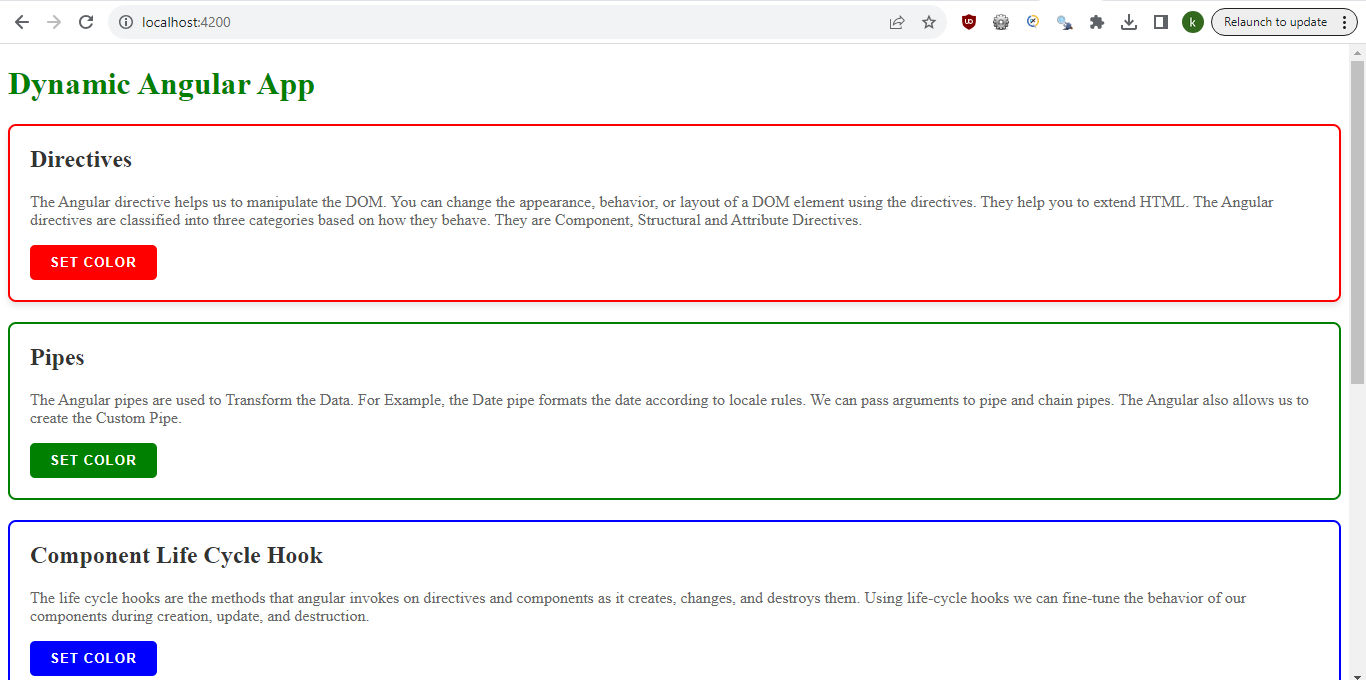 localhost:4200
k
Relaunch to update
Dynamic Angular App
Directives
The Angular directive helps us to manipulate the DOM. You can change the appearance, behavior, or layout of a DOM element using the directives. They help you to extend HTML. The Angular
directives are classified into three categories based on how they behave. They are Component, Structural and Attribute Directives.
SET COLOR
Pipes
The Angular pipes are used to Transform the Data. For Example, the Date pipe formats the date according to locale rules. We can pass arguments to pipe and chain pipes. The Angular also allows us to
create the Custom Pipe.
SET COLOR
Component Life Cycle Hook
The life cycle hooks are the methods that angular invokes on directives and components as it creates, changes, and destroys them. Using life-cycle hooks we can fine-tune the behavior of our
components during creation, update, and destruction.
SET COLOR